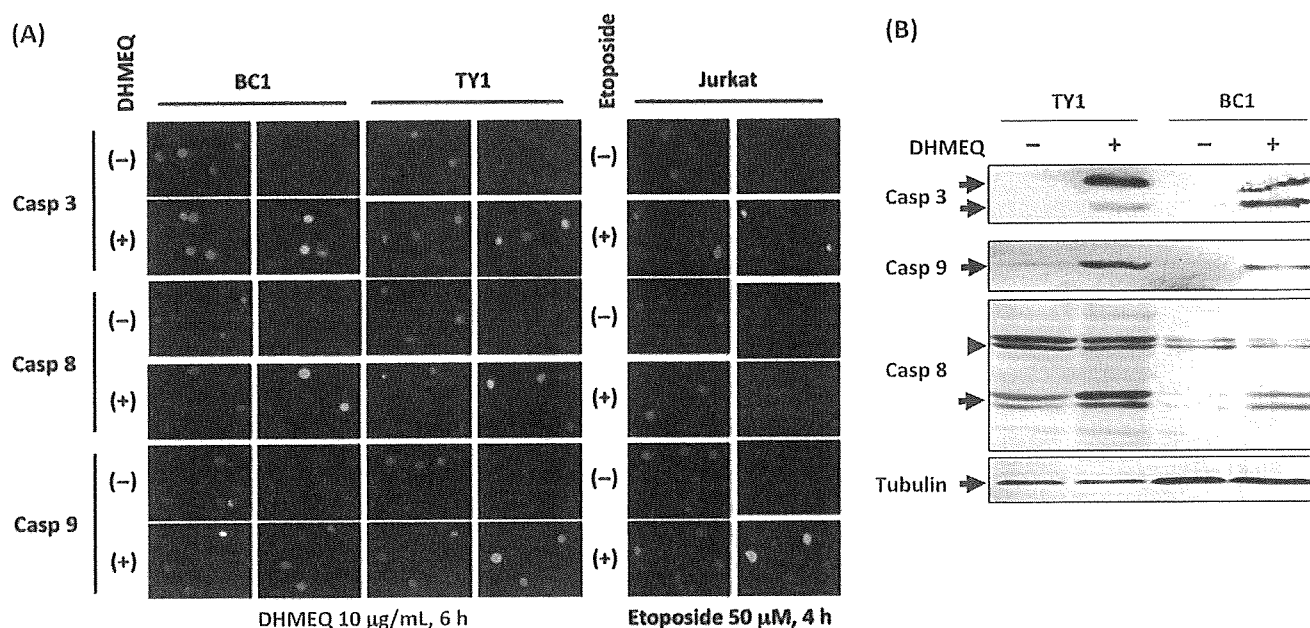 (A)
DHMEQ
BC1
TY1
Etoposide
Jurkat
Casp 3
(−)
(−)
(+)
(+)
Casp 8
(−)
(−)
(+)
(+)
Casp 9
(−)
(−)
(+)
(+)
DHMEQ 10 µg/mL, 6 h
Etoposide 50 µM, 4 h
(B)
TY1
BC1
DHMEQ
−
+
−
+
Casp 3
Casp 9
Casp 8
Tubulin